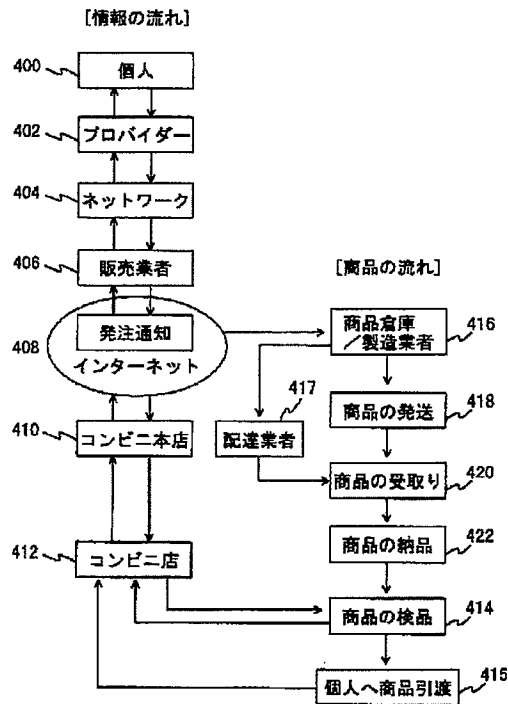 [情報の流れ]
400
個人
402
プロバイダー
404
ネットワーク
406
販売業者
408
発注通知
インターネット
410
コンビニ本店
412
コンビニ店
[商品の流れ]
商品倉庫
/製造業者
416
417
配達業者
商品の発送
418
商品の受取り
420
商品の納品
422
商品の検品
414
個人へ商品引渡
415